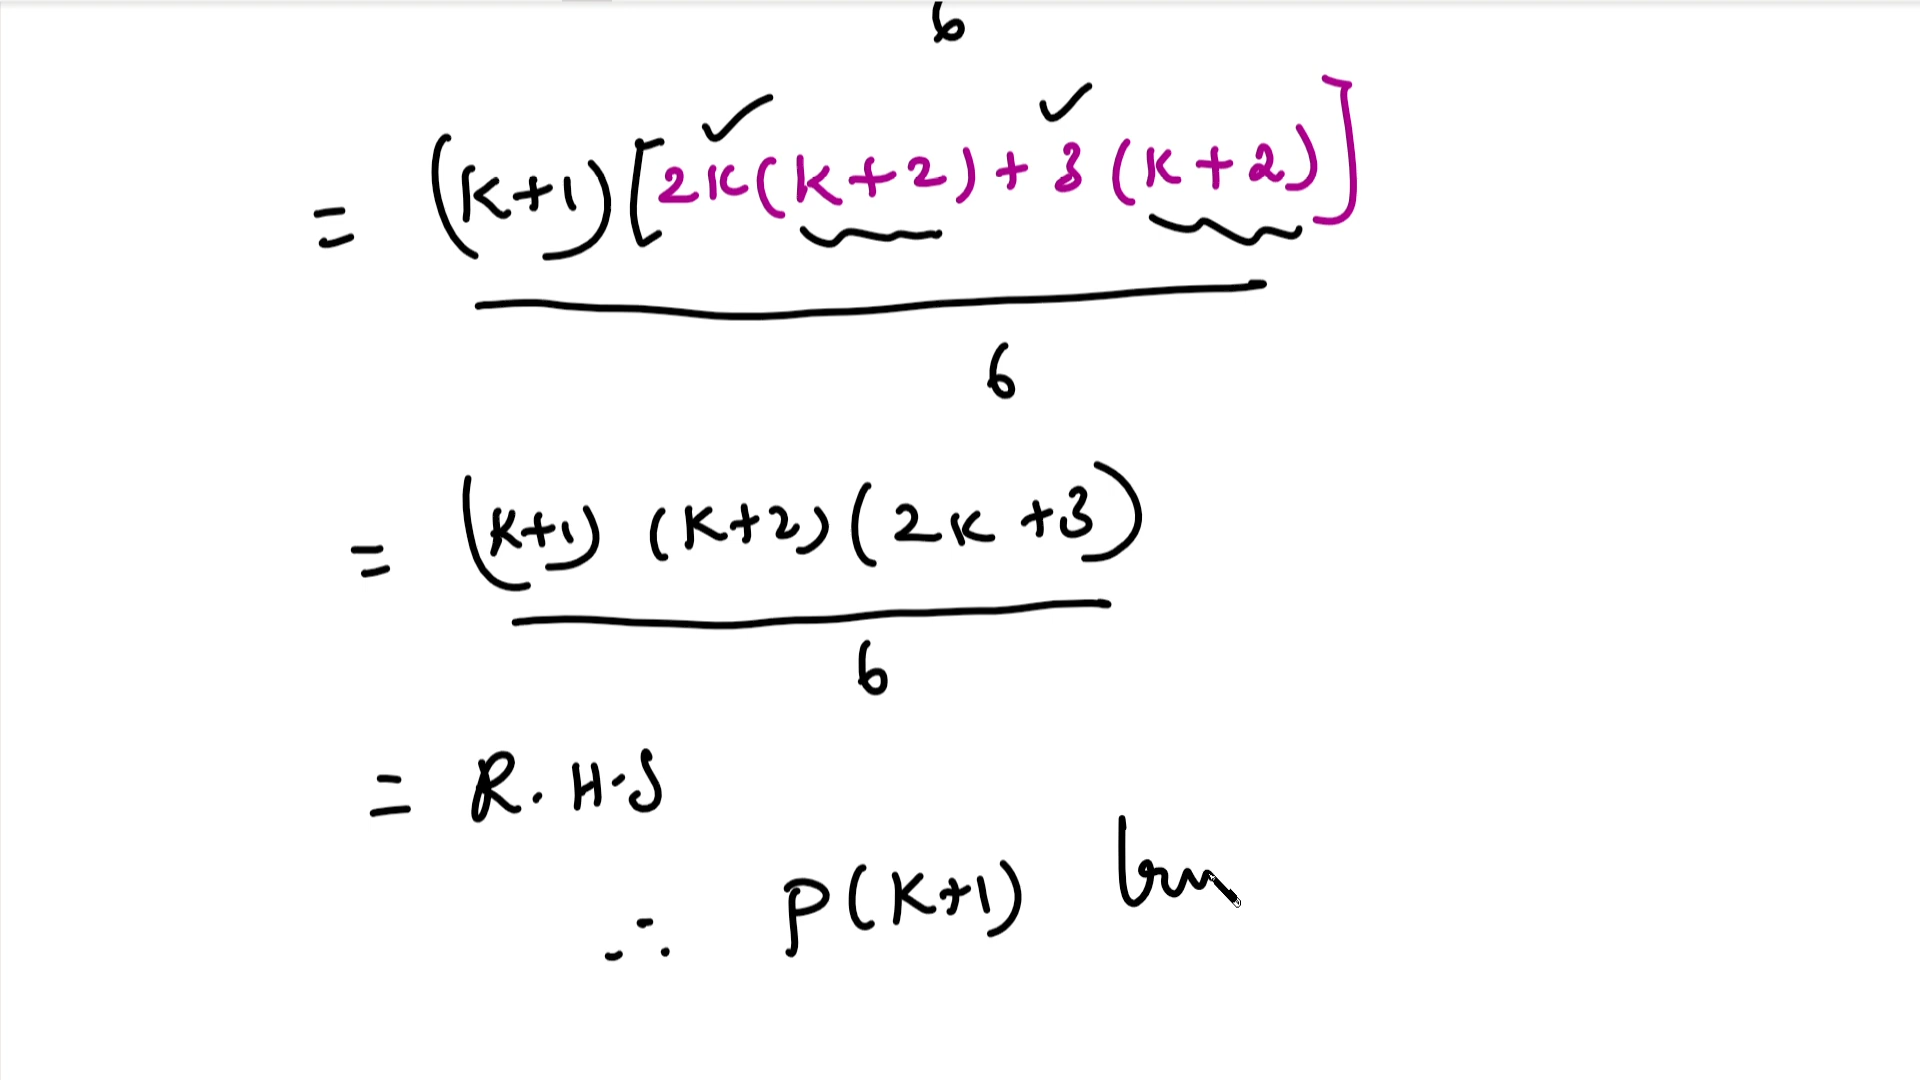 6
= (K+1) [2K(K+2) + 3(K+2)]
6
= (K+1) (K+2) (2K+3)
6
= R.H.S
∴ P(K+1)